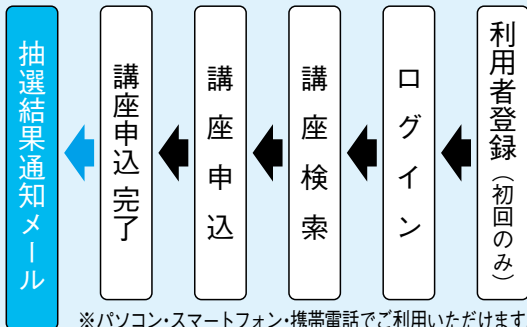 利用者登録（初回のみ）
ログイン
講座検索
講座申込
講座申込完了
抽選結果通知メール
※パソコン・スマートフォン・携帯電話でご利用いただけます